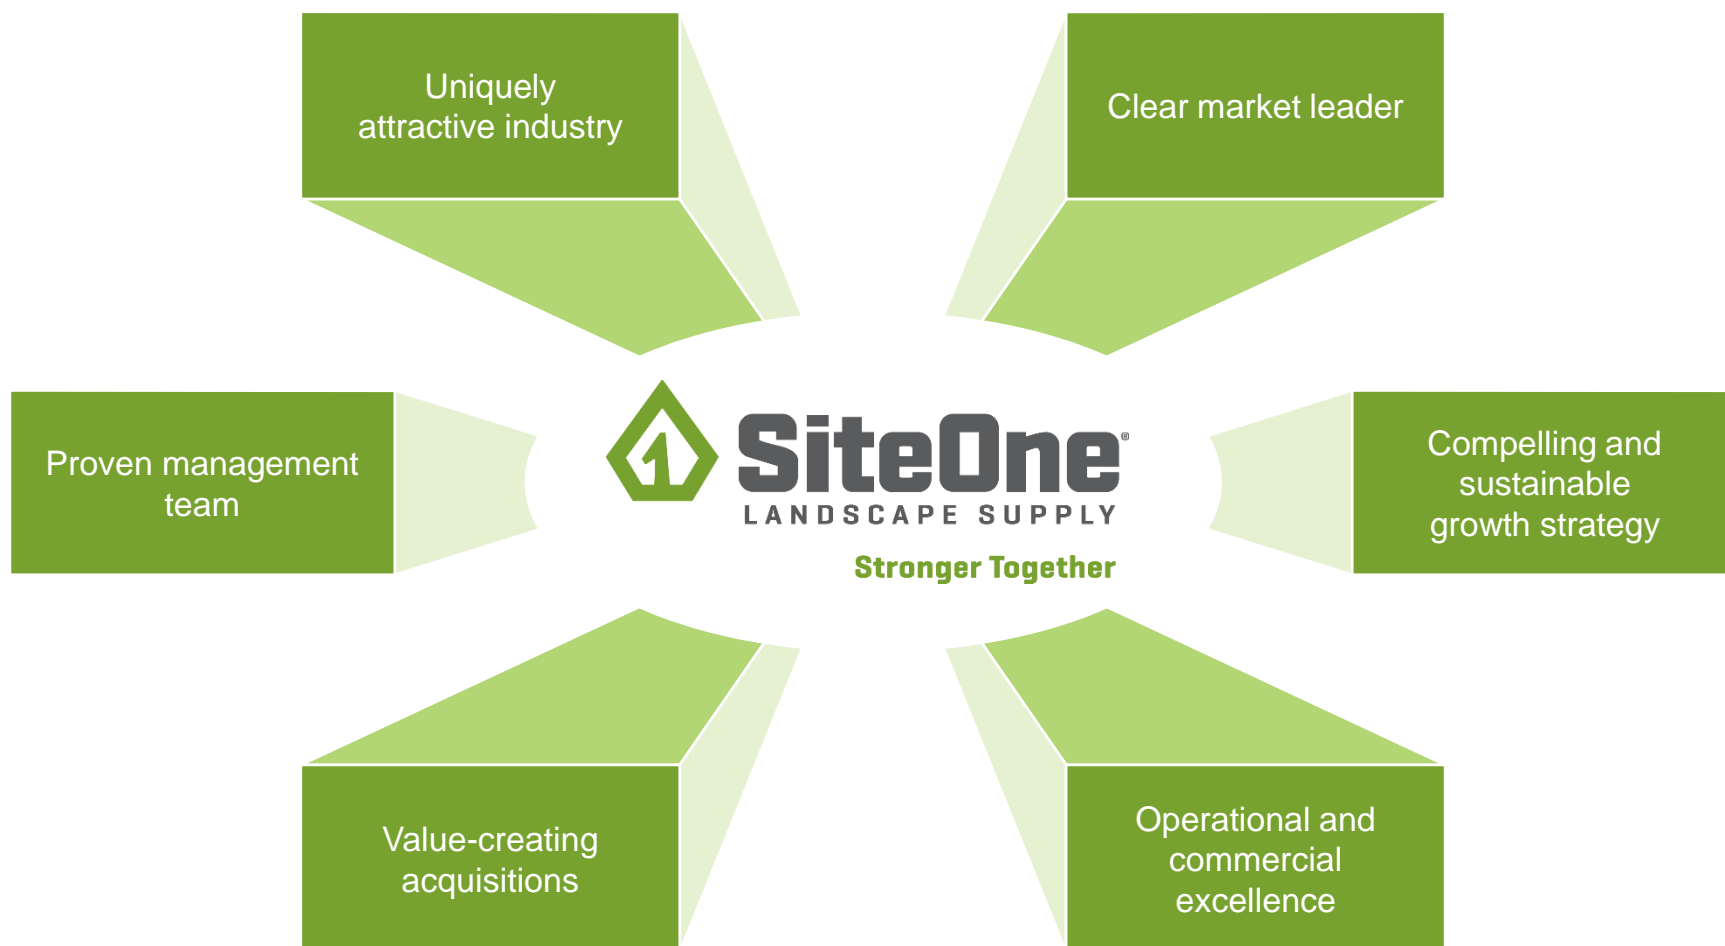 Uniquely
attractive industry
Clear market leader
Proven management
team
1
SiteOne®
LANDSCAPE SUPPLY
Stronger Together
Compelling and
sustainable
growth strategy
Value-creating
acquisitions
Operational and
commercial
excellence